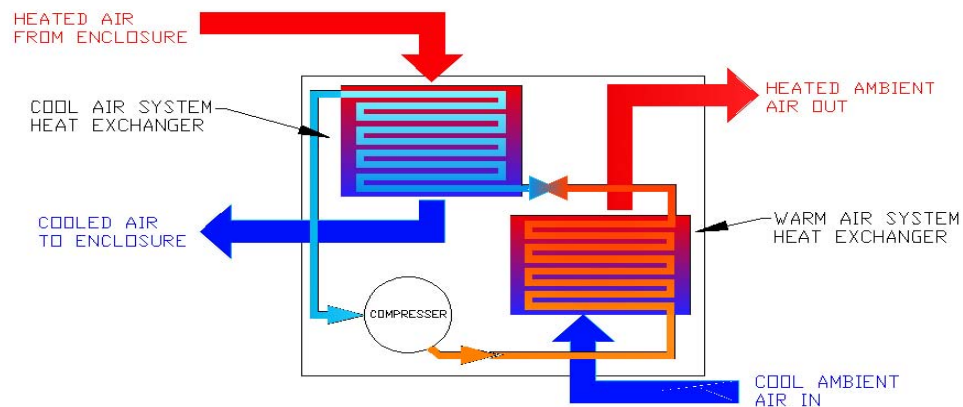 HEATED AIR
FROM ENCLOSURE
COOL AIR SYSTEM
HEAT EXCHANGER
HEATED AMBIENT
AIR OUT
COOLED AIR
TO ENCLOSURE
WARM AIR SYSTEM
HEAT EXCHANGER
COMPRESSER
COOL AMBIENT
AIR IN